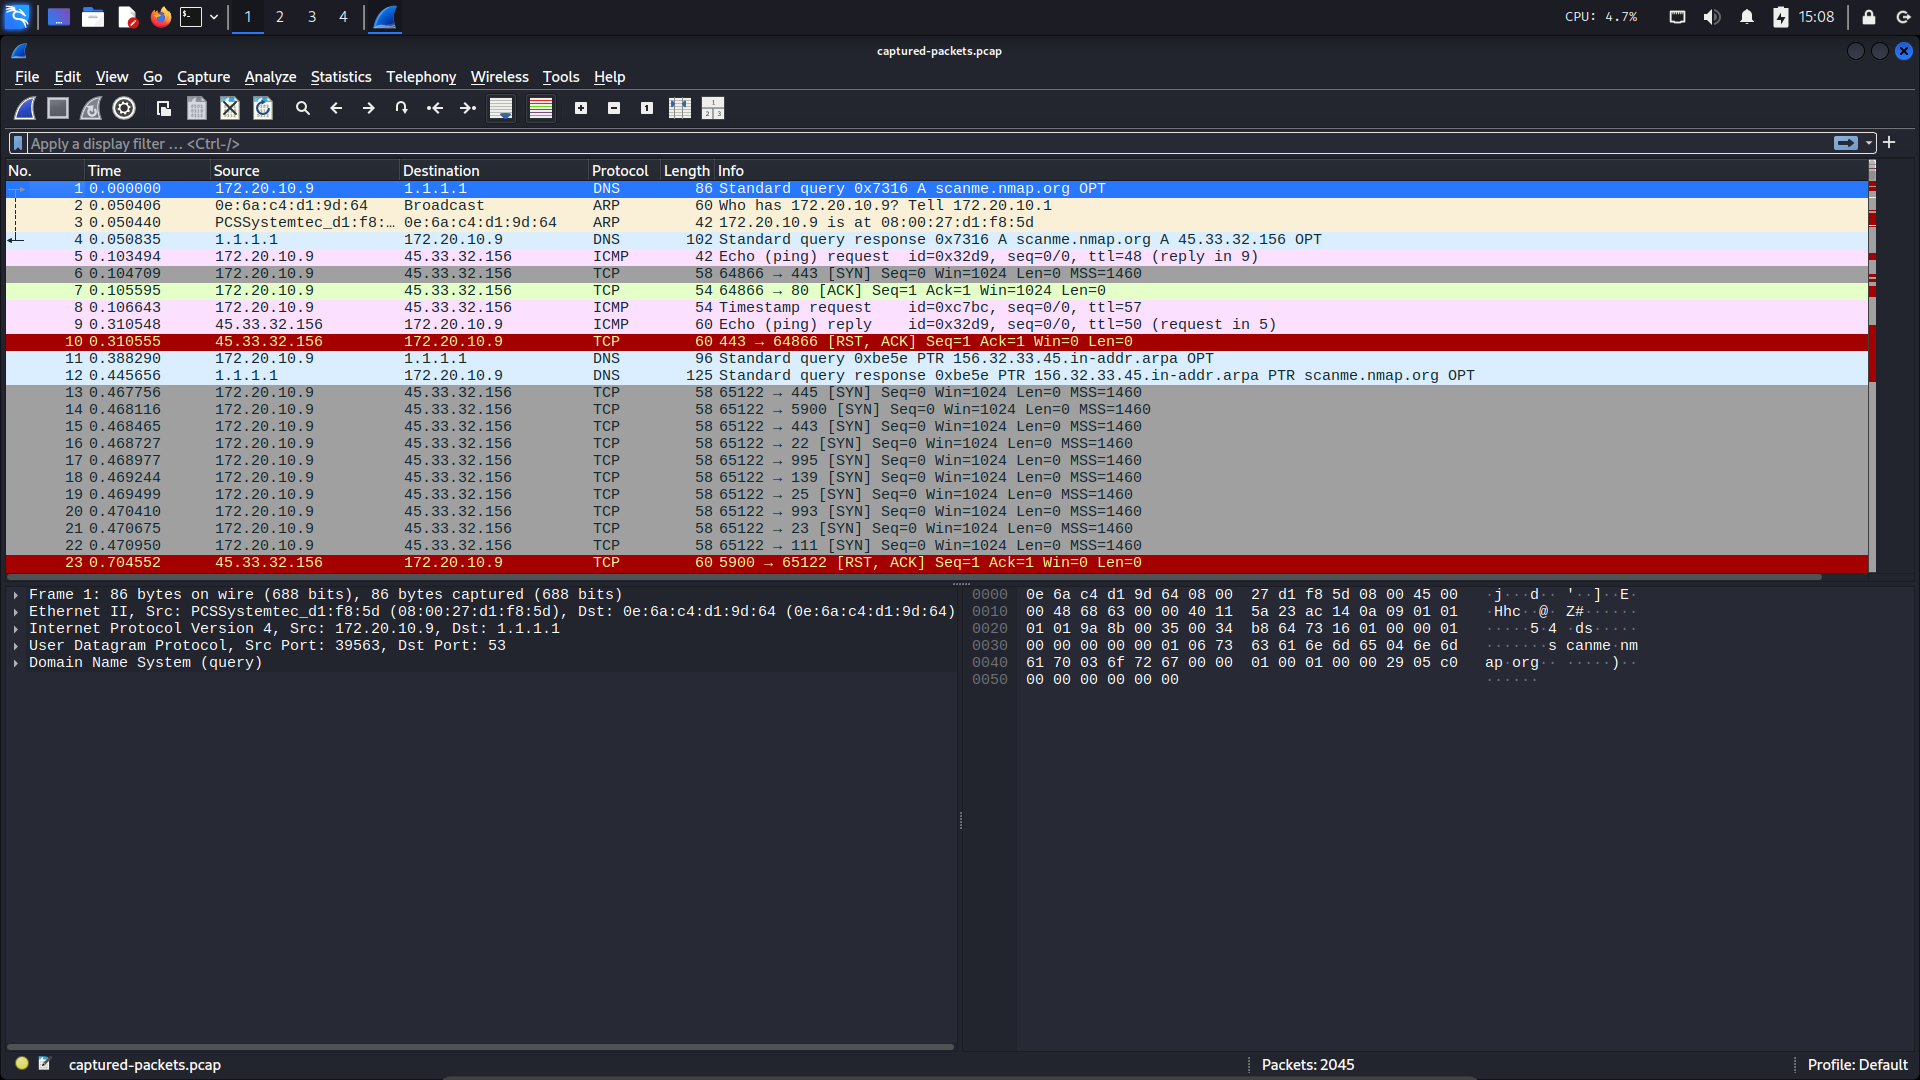 1 2 3 4 CPU: 4.7% 15:08
captured-packets.pcap
File Edit View Go Capture Analyze Statistics Telephony Wireless Tools Help
Apply a display filter … <Ctrl-/>
No. Time Source Destination Protocol Length Info
1 0.000000 172.20.10.9 1.1.1.1 DNS 86 Standard query 0x7316 A scanme.nmap.org OPT
2 0.050406 0e:6a:c4:d1:9d:64 Broadcast ARP 60 Who has 172.20.10.9? Tell 172.20.10.1
3 0.050440 PCSSystemtec_d1:f8:… 0e:6a:c4:d1:9d:64 ARP 42 172.20.10.9 is at 08:00:27:d1:f8:5d
4 0.050835 1.1.1.1 172.20.10.9 DNS 102 Standard query response 0x7316 A scanme.nmap.org A 45.33.32.156 OPT
5 0.103494 172.20.10.9 45.33.32.156 ICMP 42 Echo (ping) request id=0x32d9, seq=0/0, ttl=48 (reply in 9)
6 0.104709 172.20.10.9 45.33.32.156 TCP 58 64866 → 443 [SYN] Seq=0 Win=1024 Len=0 MSS=1460
7 0.105595 172.20.10.9 45.33.32.156 TCP 54 64866 → 80 [ACK] Seq=1 Ack=1 Win=1024 Len=0
8 0.106643 172.20.10.9 45.33.32.156 ICMP 54 Timestamp request id=0xc7bc, seq=0/0, ttl=57
9 0.310548 45.33.32.156 172.20.10.9 ICMP 60 Echo (ping) reply id=0x32d9, seq=0/0, ttl=50 (request in 5)
10 0.310555 45.33.32.156 172.20.10.9 TCP 60 443 → 64866 [RST, ACK] Seq=1 Ack=1 Win=0 Len=0
11 0.388290 172.20.10.9 1.1.1.1 DNS 96 Standard query 0xbe5e PTR 156.32.33.45.in-addr.arpa OPT
12 0.445656 1.1.1.1 172.20.10.9 DNS 125 Standard query response 0xbe5e PTR 156.32.33.45.in-addr.arpa PTR scanme.nmap.org OPT
13 0.467756 172.20.10.9 45.33.32.156 TCP 58 65122 → 445 [SYN] Seq=0 Win=1024 Len=0 MSS=1460
14 0.468116 172.20.10.9 45.33.32.156 TCP 58 65122 → 5900 [SYN] Seq=0 Win=1024 Len=0 MSS=1460
15 0.468465 172.20.10.9 45.33.32.156 TCP 58 65122 → 443 [SYN] Seq=0 Win=1024 Len=0 MSS=1460
16 0.468727 172.20.10.9 45.33.32.156 TCP 58 65122 → 22 [SYN] Seq=0 Win=1024 Len=0 MSS=1460
17 0.468977 172.20.10.9 45.33.32.156 TCP 58 65122 → 995 [SYN] Seq=0 Win=1024 Len=0 MSS=1460
18 0.469244 172.20.10.9 45.33.32.156 TCP 58 65122 → 139 [SYN] Seq=0 Win=1024 Len=0 MSS=1460
19 0.469499 172.20.10.9 45.33.32.156 TCP 58 65122 → 25 [SYN] Seq=0 Win=1024 Len=0 MSS=1460
20 0.470410 172.20.10.9 45.33.32.156 TCP 58 65122 → 993 [SYN] Seq=0 Win=1024 Len=0 MSS=1460
21 0.470675 172.20.10.9 45.33.32.156 TCP 58 65122 → 23 [SYN] Seq=0 Win=1024 Len=0 MSS=1460
22 0.470950 172.20.10.9 45.33.32.156 TCP 58 65122 → 111 [SYN] Seq=0 Win=1024 Len=0 MSS=1460
23 0.704552 45.33.32.156 172.20.10.9 TCP 60 5900 → 65122 [RST, ACK] Seq=1 Ack=1 Win=0 Len=0
Frame 1: 86 bytes on wire (688 bits), 86 bytes captured (688 bits)
Ethernet II, Src: PCSSystemtec_d1:f8:5d (08:00:27:d1:f8:5d), Dst: 0e:6a:c4:d1:9d:64 (0e:6a:c4:d1:9d:64)
Internet Protocol Version 4, Src: 172.20.10.9, Dst: 1.1.1.1
User Datagram Protocol, Src Port: 39563, Dst Port: 53
Domain Name System (query)
0000 0e 6a c4 d1 9d 64 08 00 27 d1 f8 5d 08 00 45 00 ·j···d·· '··]··E·
0010 00 48 68 63 00 00 40 11 5a 23 ac 14 0a 09 01 01 ·Hhc··@· Z#······
0020 01 01 9a 8b 00 35 00 34 b8 64 73 16 01 00 00 01 ·····5·4 ·ds·····
0030 00 00 00 00 00 01 06 73 63 61 6e 6d 65 04 6e 6d ·······s canme·nm
0040 61 70 03 6f 72 67 00 00 01 00 01 00 00 29 05 c0 ap·org·· ·····)··
0050 00 00 00 00 00 00 ······
captured-packets.pcap Packets: 2045 Profile: Default